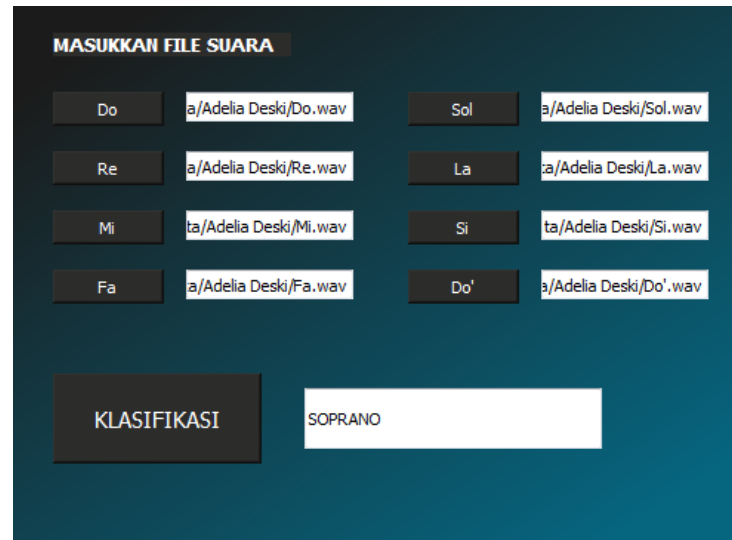 MASUKKAN FILE SUARA
Do a/Adelia Deski/Do.wav Sol a/Adelia Deski/Sol.wav
Re a/Adelia Deski/Re.wav La ta/Adelia Deski/La.wav
Mi ta/Adelia Deski/Mi.wav Si ta/Adelia Deski/Si.wav
Fa a/Adelia Deski/Fa.wav Do' a/Adelia Deski/Do'.wav
KLASIFIKASI SOPRANO